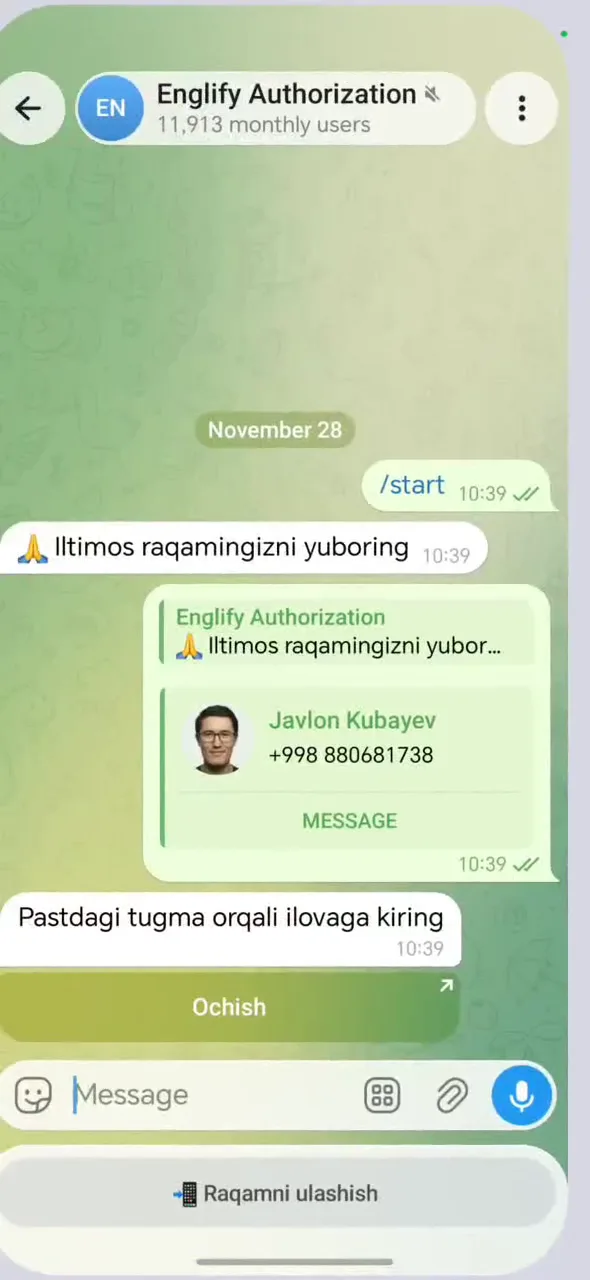 EN
Englify Authorization
11,913 monthly users
November 28
/start 10:39
🙏 Iltimos raqamingizni yuboring 10:39
Englify Authorization
🙏 Iltimos raqamingizni yubor...
Javlon Kubayev
+998 880681738
MESSAGE
10:39
Pastdagi tugma orqali ilovaga kiring
10:39
Ochish
Message
📲 Raqamni ulashish